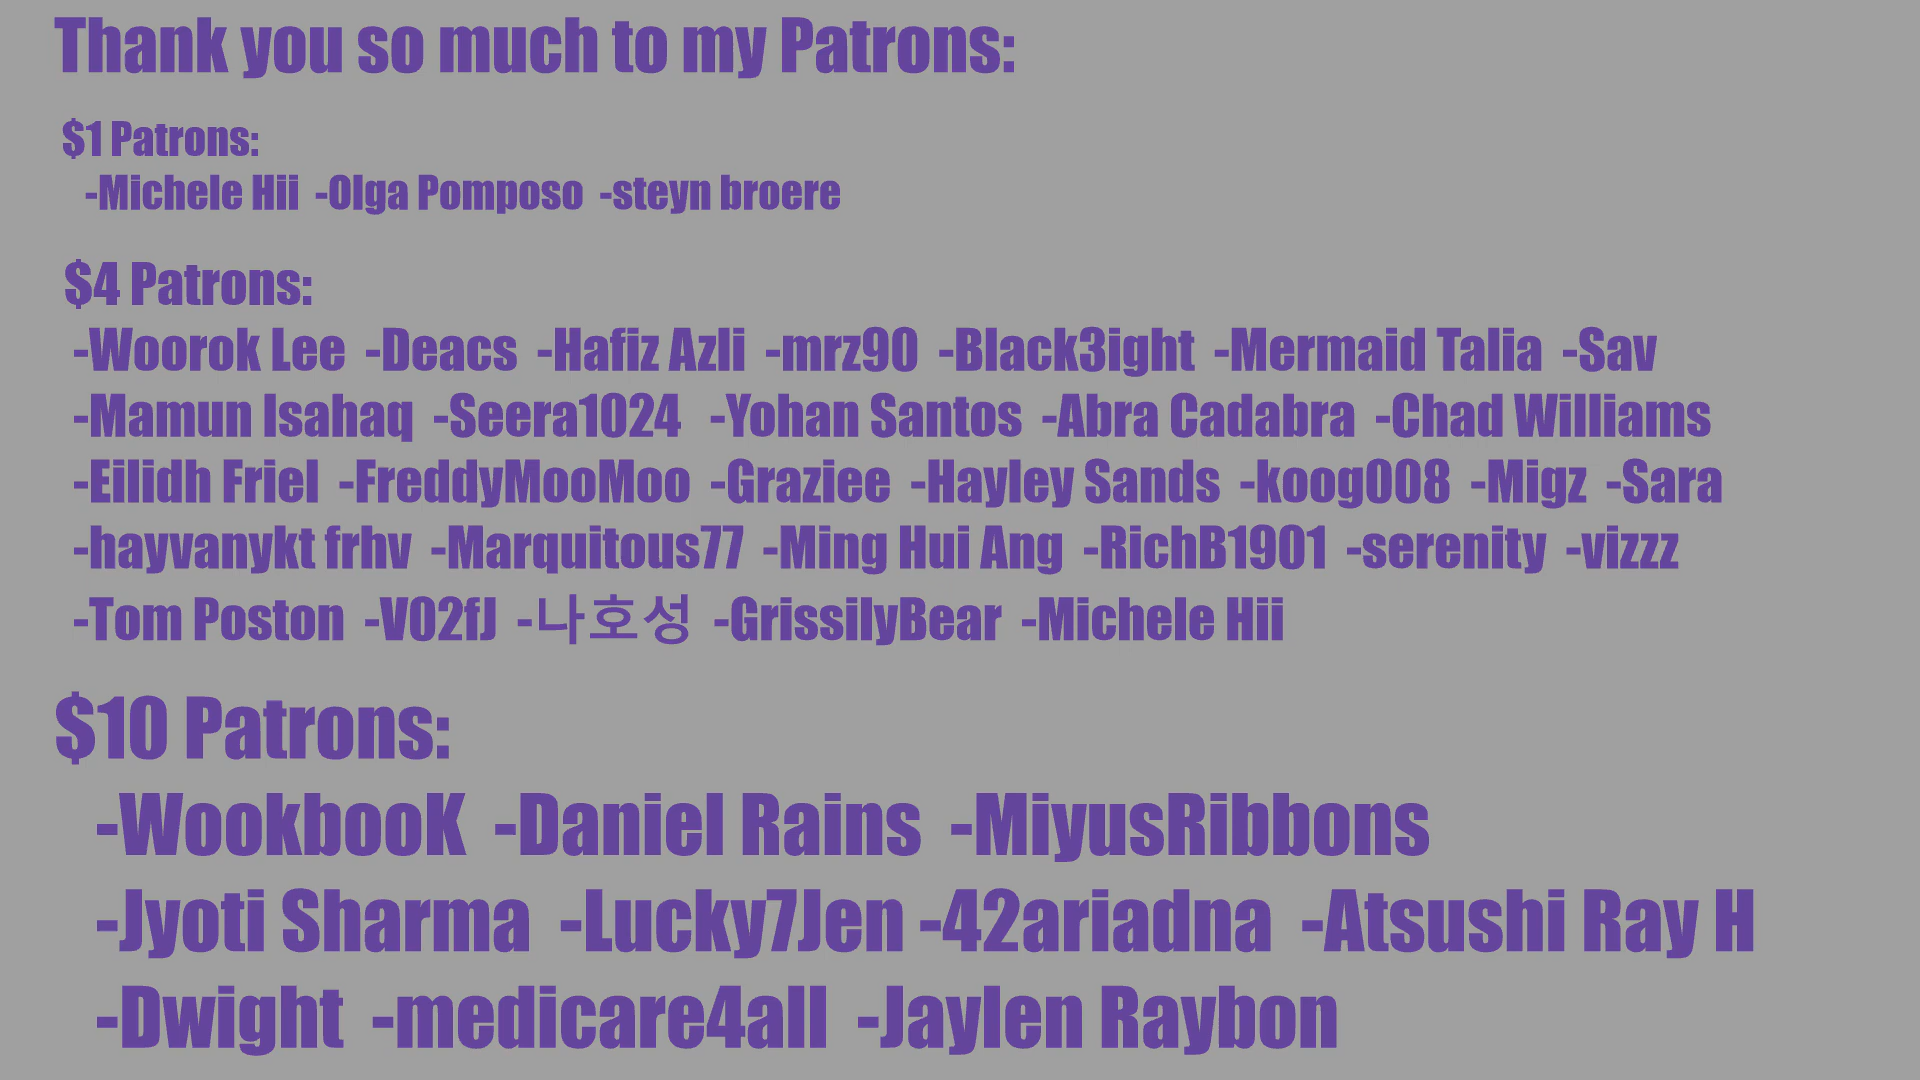 Thank you so much to my Patrons:
$1 Patrons:
-Michele Hii -Olga Pomposo -steyn broere
$4 Patrons:
-Woorok Lee -Deacs -Hafiz Azli -mrz90 -Black3ight -Mermaid Talia -Sav
-Mamun Isahaq -Seera1024 -Yohan Santos -Abra Cadabra -Chad Williams
-Eilidh Friel -FreddyMooMoo -Graziee -Hayley Sands -koog008 -Migz -Sara
-hayvanykt frhv -Marquitous77 -Ming Hui Ang -RichB1901 -serenity -vizzz
-Tom Poston -V02fJ -나호성 -GrissilyBear -Michele Hii
$10 Patrons:
-WookbooK -Daniel Rains -MiyusRibbons
-Jyoti Sharma -Lucky7Jen -42ariadna -Atsushi Ray H
-Dwight -medicare4all -Jaylen Raybon